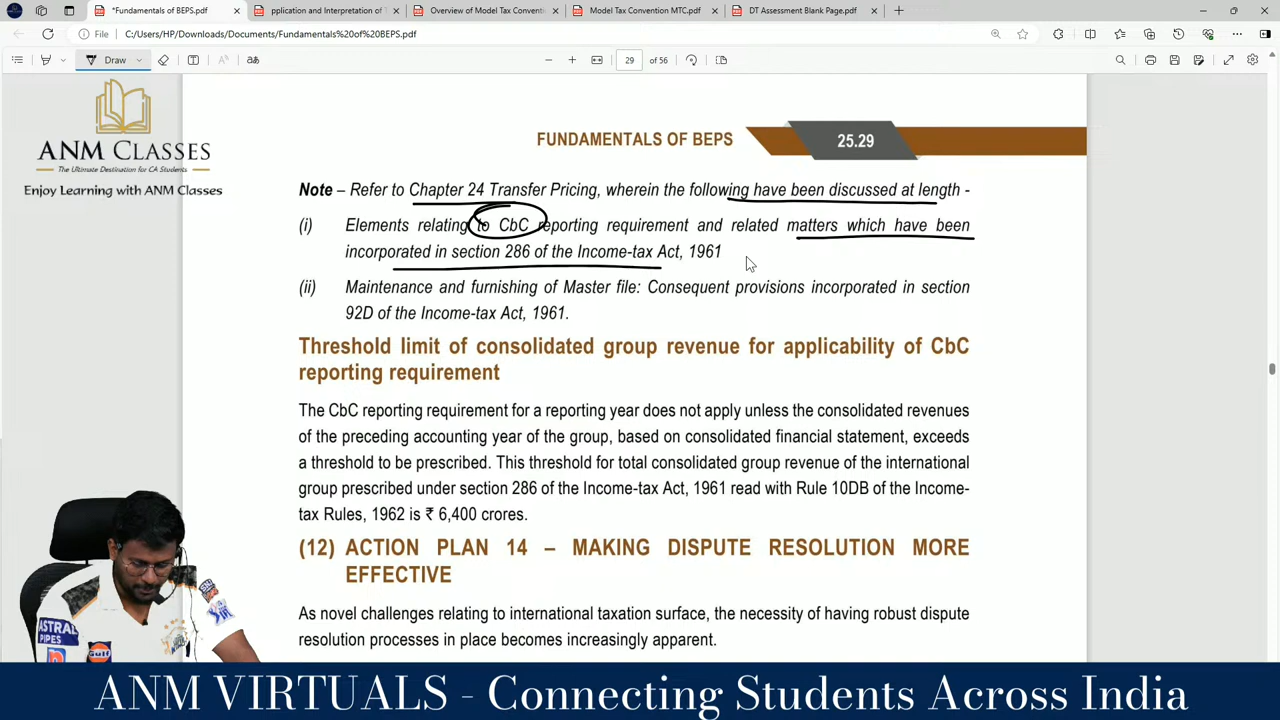 *Fundamentals of BEPS.pdf
pplication and Interpretation of T
Overview of Model Tax Conventi
Model Tax Convention MTC.pdf
DT Assessment Blank Page.pdf
File
C:/Users/HP/Downloads/Documents/Fundamentals%20of%20BEPS.pdf
Draw
29 of 56
ANM CLASSES
The Ultimate Destination for CA Students
Enjoy Learning with ANM Classes
FUNDAMENTALS OF BEPS 25.29
Note – Refer to Chapter 24 Transfer Pricing, wherein the following have been discussed at length -
(i) Elements relating to CbC reporting requirement and related matters which have been
incorporated in section 286 of the Income-tax Act, 1961
(ii) Maintenance and furnishing of Master file: Consequent provisions incorporated in section
92D of the Income-tax Act, 1961.
Threshold limit of consolidated group revenue for applicability of CbC
reporting requirement
The CbC reporting requirement for a reporting year does not apply unless the consolidated revenues
of the preceding accounting year of the group, based on consolidated financial statement, exceeds
a threshold to be prescribed. This threshold for total consolidated group revenue of the international
group prescribed under section 286 of the Income-tax Act, 1961 read with Rule 10DB of the Income-
tax Rules, 1962 is ₹ 6,400 crores.
(12) ACTION PLAN 14 – MAKING DISPUTE RESOLUTION MORE
EFFECTIVE
As novel challenges relating to international taxation surface, the necessity of having robust dispute
resolution processes in place becomes increasingly apparent.
ASTRAL
PIPES
Gulf
ANM VIRTUALS - Connecting Students Across India